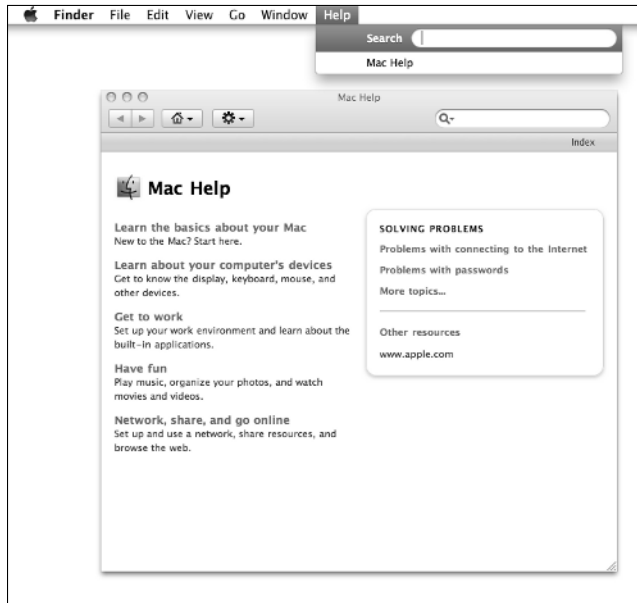 Finder File Edit View Go Window Help
Search
Mac Help
Mac Help
Index
Mac Help
Learn the basics about your Mac
New to the Mac? Start here.
Learn about your computer's devices
Get to know the display, keyboard, mouse, and
other devices.
Get to work
Set up your work environment and learn about the
built-in applications.
Have fun
Play music, organize your photos, and watch
movies and videos.
Network, share, and go online
Set up and use a network, share resources, and
browse the web.
SOLVING PROBLEMS
Problems with connecting to the Internet
Problems with passwords
More topics...
Other resources
www.apple.com